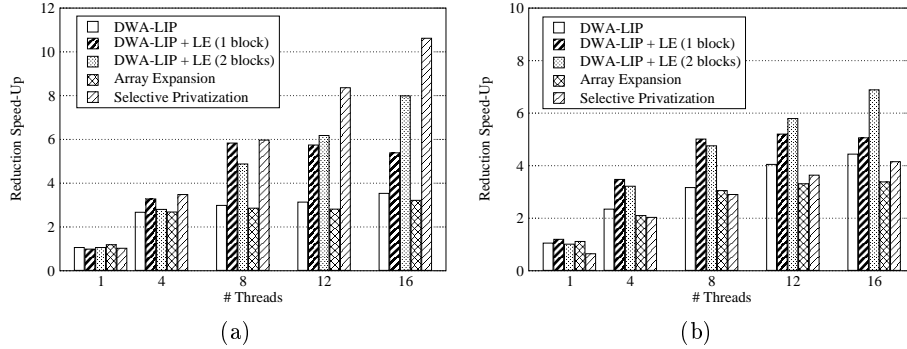 12
10
8
6
4
2
0
Reduction Speed-Up
DWA-LIP
DWA-LIP + LE (1 block)
DWA-LIP + LE (2 blocks)
Array Expansion
Selective Privatization
1 4 8 12 16
# Threads
(a)
10
8
6
4
2
0
Reduction Speed-Up
DWA-LIP
DWA-LIP + LE (1 block)
DWA-LIP + LE (2 blocks)
Array Expansion
Selective Privatization
1 4 8 12 16
# Threads
(b)